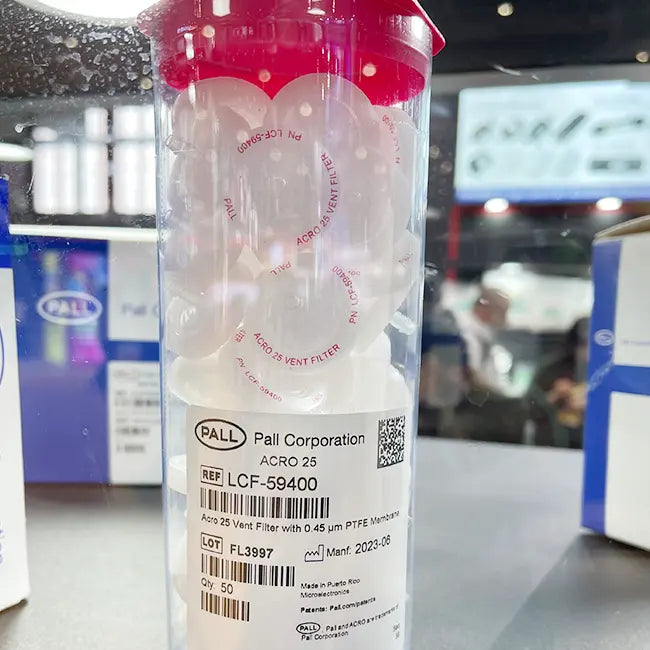 PN LCF-59400
PALL
ACRO 25 VENT FILTER
PALL
PN LCF-59400
ACRO 25 VENT FILTER
PN LCF-59400
PALL
PALL Pall Corporation
ACRO 25
REF LCF-59400
Acro 25 Vent Filter with 0.45 µm PTFE Membrane
LOT FL3997
Manf: 2023-06
Qty. 50
Made in Puerto Rico
Microelectronics
Patents: Pall.com/patents
PALL Pall and ACRO are trademarks of
Pall Corporation